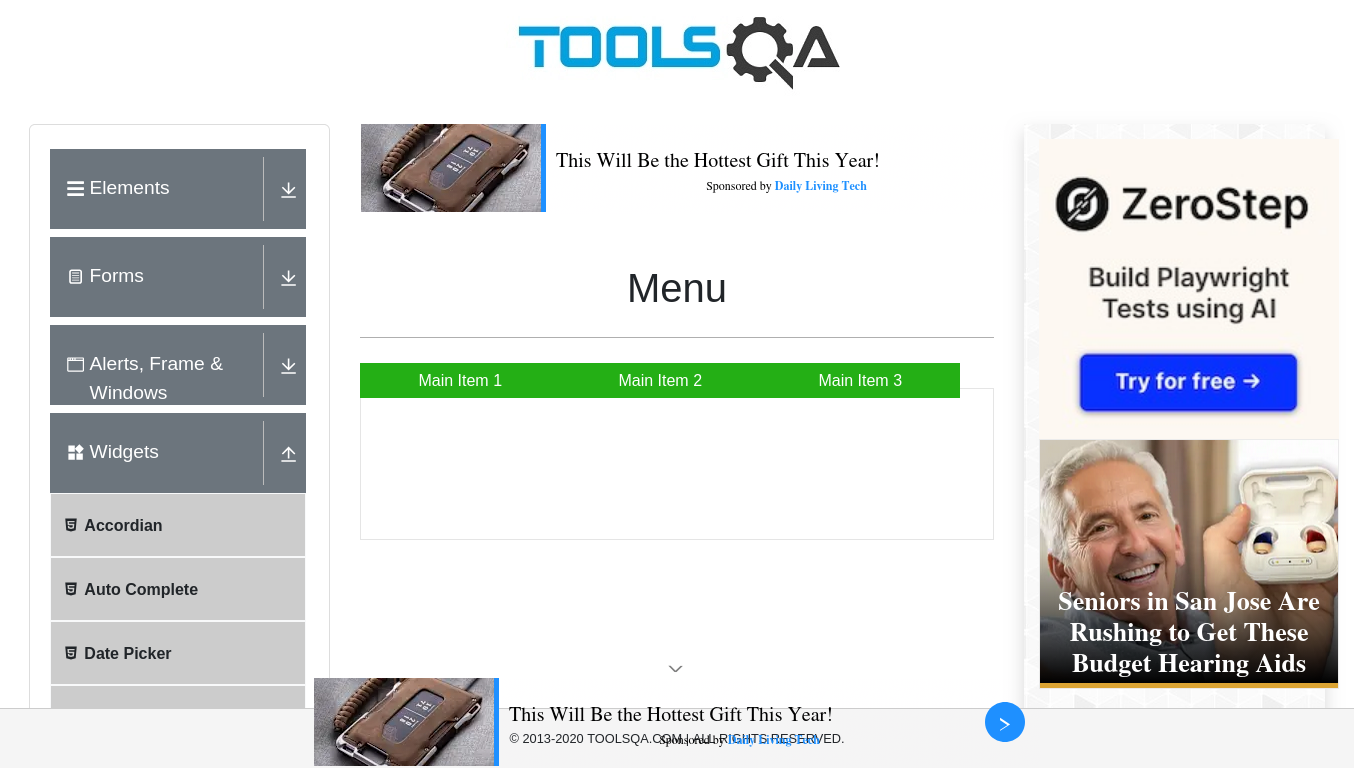 TOOLSQA
Elements
Forms
Alerts, Frame &
Windows
Widgets
Accordian
Auto Complete
Date Picker
This Will Be the Hottest Gift This Year!
Sponsored by Daily Living Tech
Menu
Main Item 1
Main Item 2
Main Item 3
ZeroStep
Build Playwright
Tests using AI
Try for free →
Seniors in San Jose Are
Rushing to Get These
Budget Hearing Aids
This Will Be the Hottest Gift This Year!
Sponsored by Daily Living Tech
© 2013-2020 TOOLSQA.COM | ALL RIGHTS RESERVED.